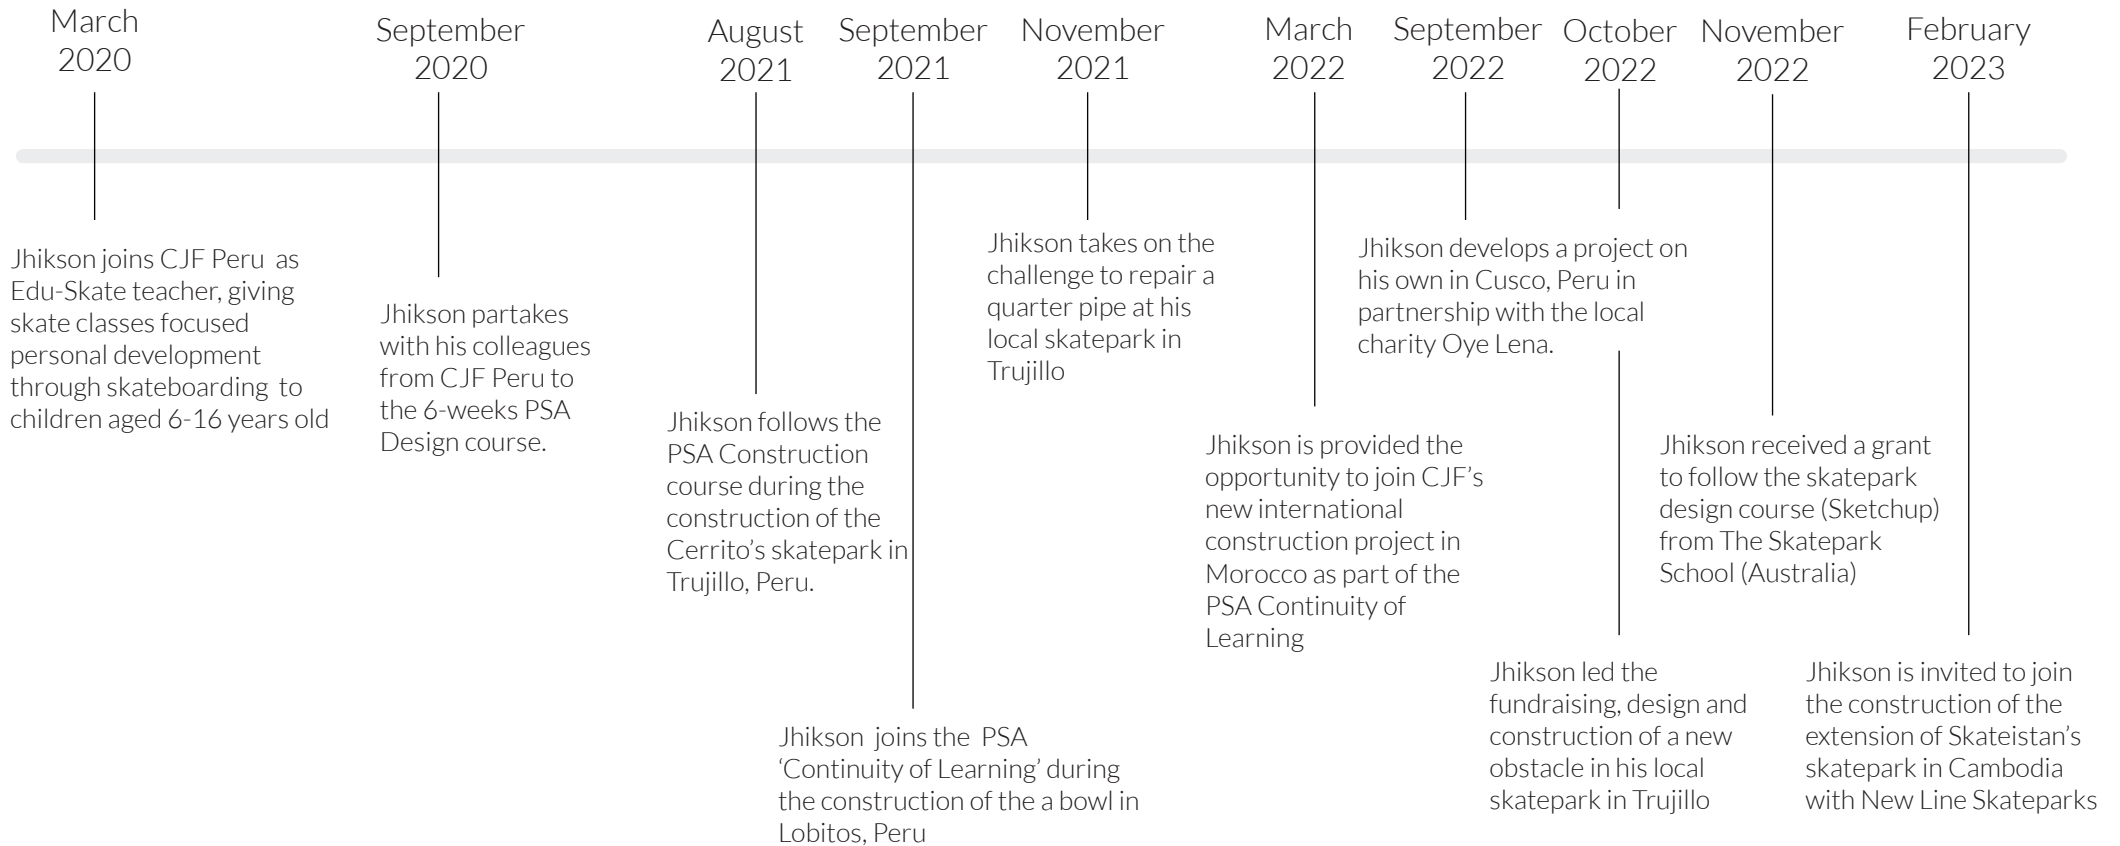 March
2020
September
2020
August
2021
September
2021
November
2021
March
2022
September
2022
October
2022
November
2022
February
2023
Jhikson joins CJF Peru  as
Edu-Skate teacher, giving
skate classes focused
personal development
through skateboarding  to
children aged 6-16 years old
Jhikson partakes
with his colleagues
from CJF Peru to
the 6-weeks PSA
Design course.
Jhikson follows the
PSA Construction
course during the
construction of the
Cerrito’s skatepark in
Trujillo, Peru.
Jhikson  joins the  PSA
‘Continuity of Learning’ during
the construction of the a bowl in
Lobitos, Peru
Jhikson takes on the
challenge to repair a
quarter pipe at his
local skatepark in
Trujillo
Jhikson is provided the
opportunity to join CJF’s
new international
construction project in
Morocco as part of the
PSA Continuity of
Learning
Jhikson develops a project on
his own in Cusco, Peru in
partnership with the local
charity Oye Lena.
Jhikson led the
fundraising, design and
construction of a new
obstacle in his local
skatepark in Trujillo
Jhikson received a grant
to follow the skatepark
design course (Sketchup)
from The Skatepark
School (Australia)
Jhikson is invited to join
the construction of the
extension of Skateistan’s
skatepark in Cambodia
with New Line Skateparks